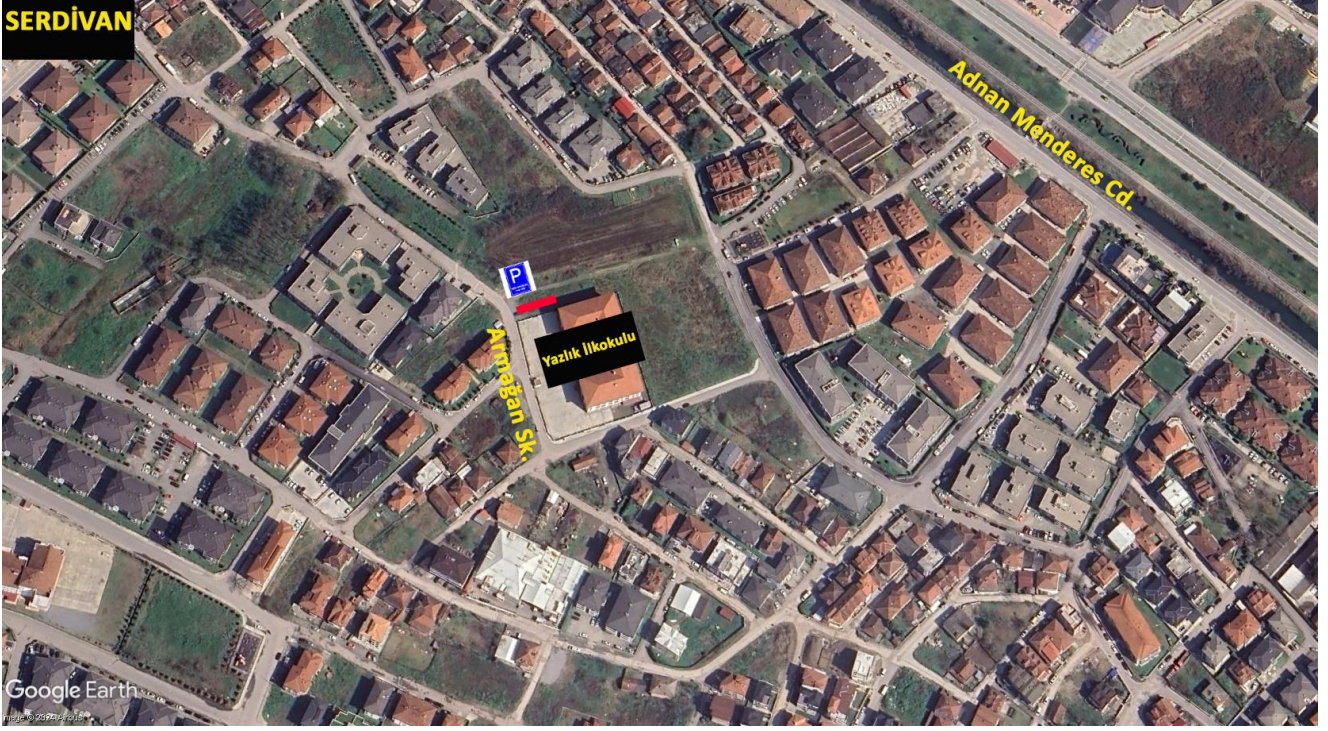 SERDİVAN
Adnan Menderes Cd.
P
Yazlık İlkokulu
Armağan Sk.
Google Earth